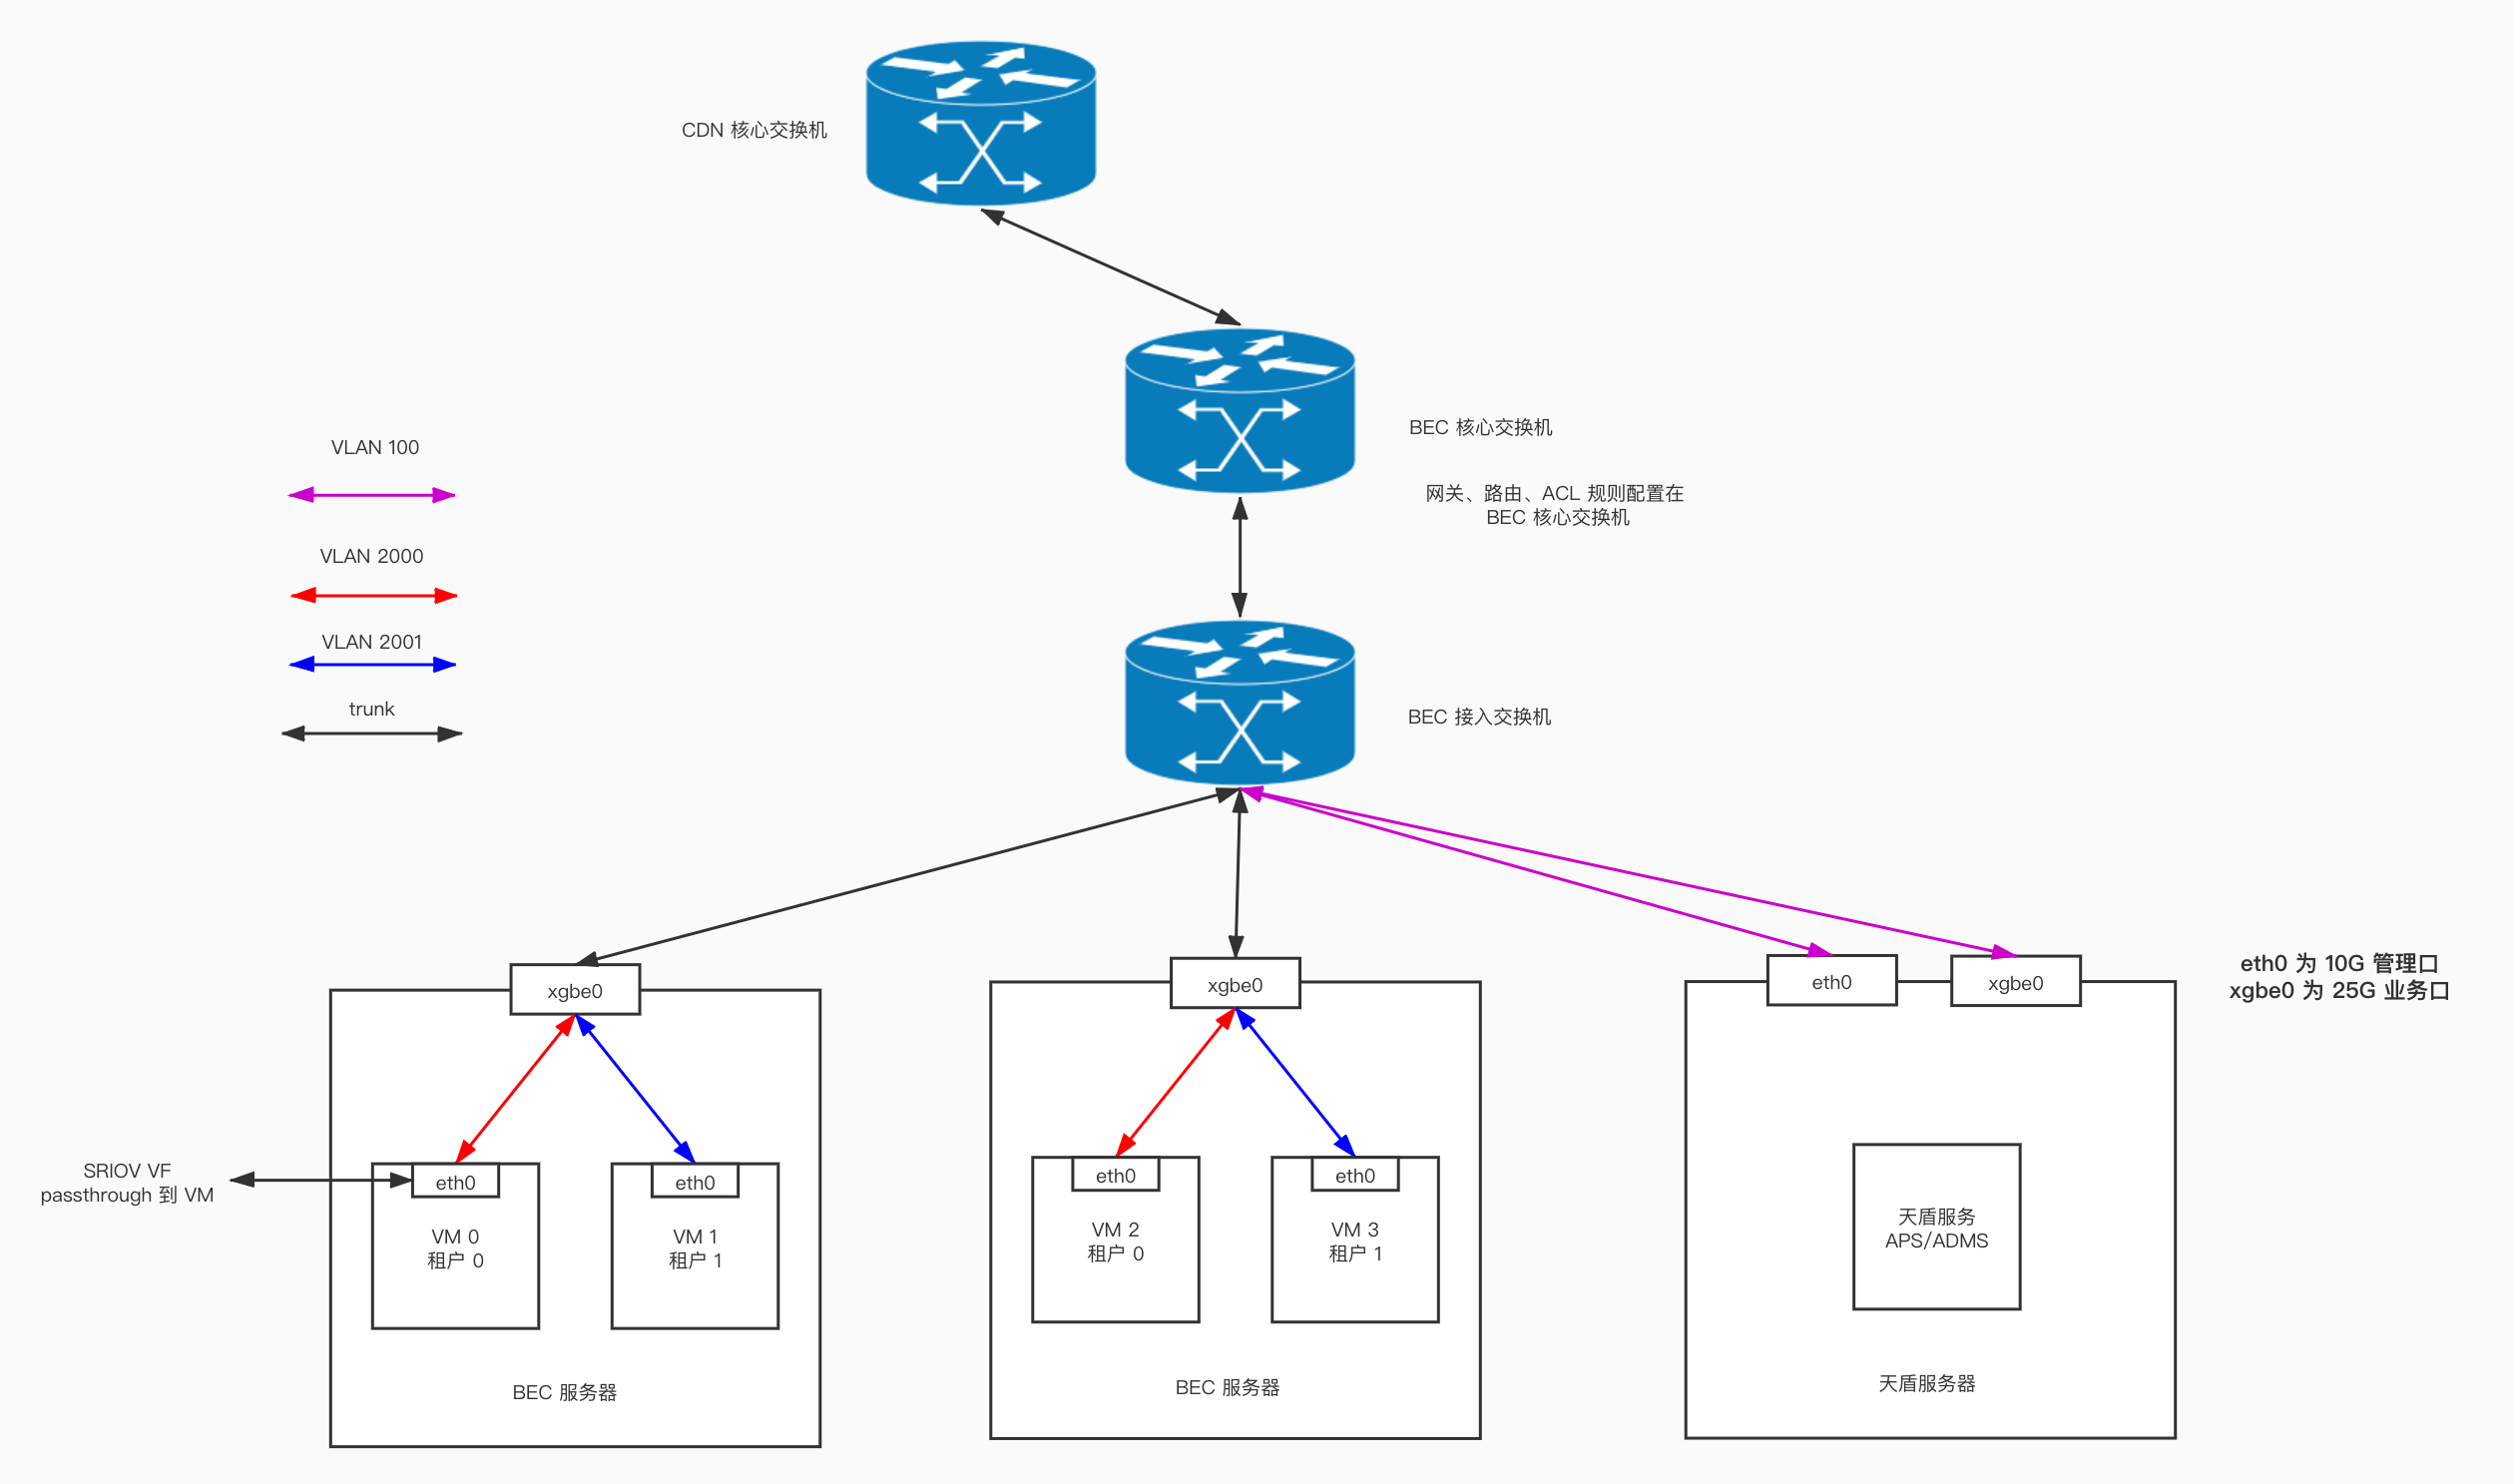 CDN 核心交换机
BEC 核心交换机
网关、路由、ACL 规则配置在
BEC 核心交换机
VLAN 100
VLAN 2000
VLAN 2001
trunk
BEC 接入交换机
xgbe0
xgbe0
eth0
xgbe0
eth0 为 10G 管理口
xgbe0 为 25G 业务口
SRIOV VF
passthrough 到 VM
eth0
VM 0
租户 0
eth0
VM 1
租户 1
BEC 服务器
eth0
VM 2
租户 0
eth0
VM 3
租户 1
BEC 服务器
天盾服务
APS/ADMS
天盾服务器